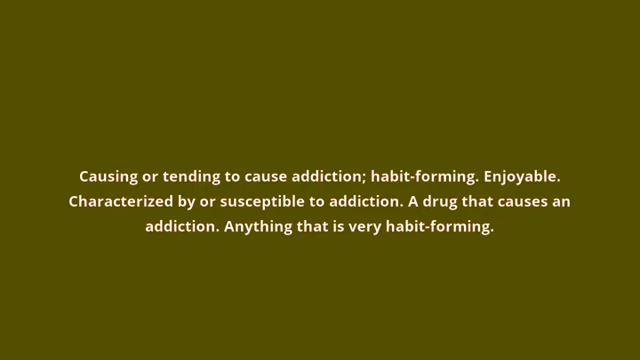 Causing or tending to cause addiction; habit-forming. Enjoyable.
Characterized by or susceptible to addiction. A drug that causes an
addiction. Anything that is very habit-forming.